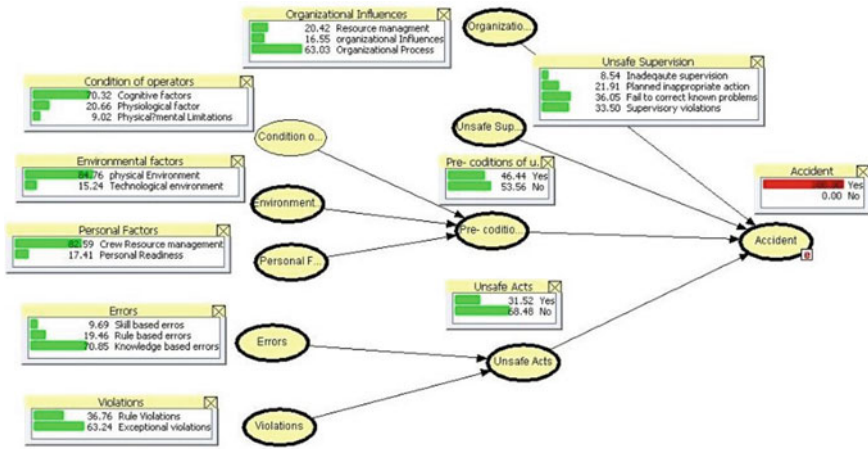 Organizational Influences
20.42 Resource managment
16.55 organizational Influences
63.03 Organizational Process
Organizatio...
Unsafe Supervision
8.54 Inadeqaute supervision
21.91 Planned inappropriate action
36.05 Fail to correct known problems
33.50 Supervisory violations
Condition of operators
70.32 Cognitive factors
20.66 Physiological factor
9.02 Physical?mental Limitations
Condition o...
Unsafe Sup...
Environmental factors
84.76 physical Environment
15.24 Technological environment
Environment...
Pre- coditions of u...
46.44 Yes
53.56 No
Pre- coditio...
Accident
Yes
0.00 No
Accident
e
Personal Factors
82.59 Crew Resource management
17.41 Personal Readiness
Personal F...
Unsafe Acts
31.52 Yes
68.48 No
Errors
9.69 Skill based erros
19.46 Rule based errors
70.85 Knowledge based errors
Errors
Unsafe Acts
Violations
36.76 Rule Violations
63.24 Exceptional violations
Violations